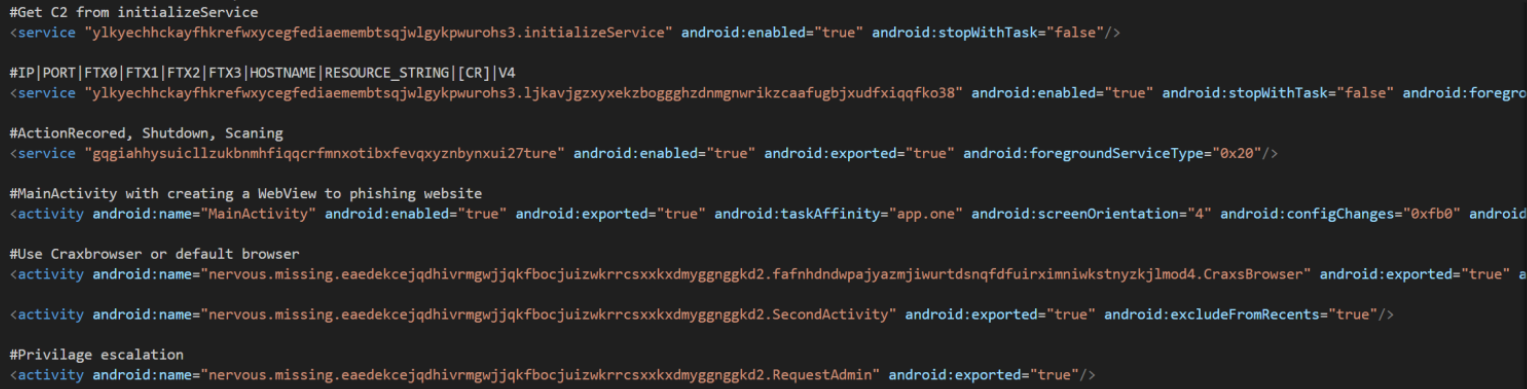 #Get C2 from initializeService
<service "ylkyechhckayfhkrefwxycegfediaemembtsqjwlgykpwurohs3.initializeService" android:enabled="true" android:stopWithTask="false"/>
#IP|PORT|FTX0|FTX1|FTX2|FTX3|HOSTNAME|RESOURCE_STRING|[CR]|V4
<service "ylkyechhckayfhkrefwxycegfediaemembtsqjwlgykpwurohs3.ljkavjgzxyxekzboggghzdnmgnwrikzcaafugbjxudfxiqqfko38" android:enabled="true" android:stopWithTask="false" android:foregro
#ActionRecored, Shutdown, Scaning
<service "gqgiahhysuicllzukbnmhfiqqcrfmnxotibxfevqxyznbynxui27ture" android:enabled="true" android:exported="true" android:foregroundServiceType="0x20"/>
#MainActivity with creating a WebView to phishing website
<activity android:name="MainActivity" android:enabled="true" android:exported="true" android:taskAffinity="app.one" android:screenOrientation="4" android:configChanges="0xfb0" android
#Use Craxbrowser or default browser
<activity android:name="nervous.missing.eaedekcejqdhivrmgwjjqkfbocjuizwkrrcsxxkxdmyggnggkd2.fafnhdndwpajyazmjiwurtdsnqfdfuirximniwkstnyzkjlmod4.CraxsBrowser" android:exported="true" a
<activity android:name="nervous.missing.eaedekcejqdhivrmgwjjqkfbocjuizwkrrcsxxkxdmyggnggkd2.SecondActivity" android:exported="true" android:excludeFromRecents="true"/>
#Privilage escalation
<activity android:name="nervous.missing.eaedekcejqdhivrmgwjjqkfbocjuizwkrrcsxxkxdmyggnggkd2.RequestAdmin" android:exported="true"/>